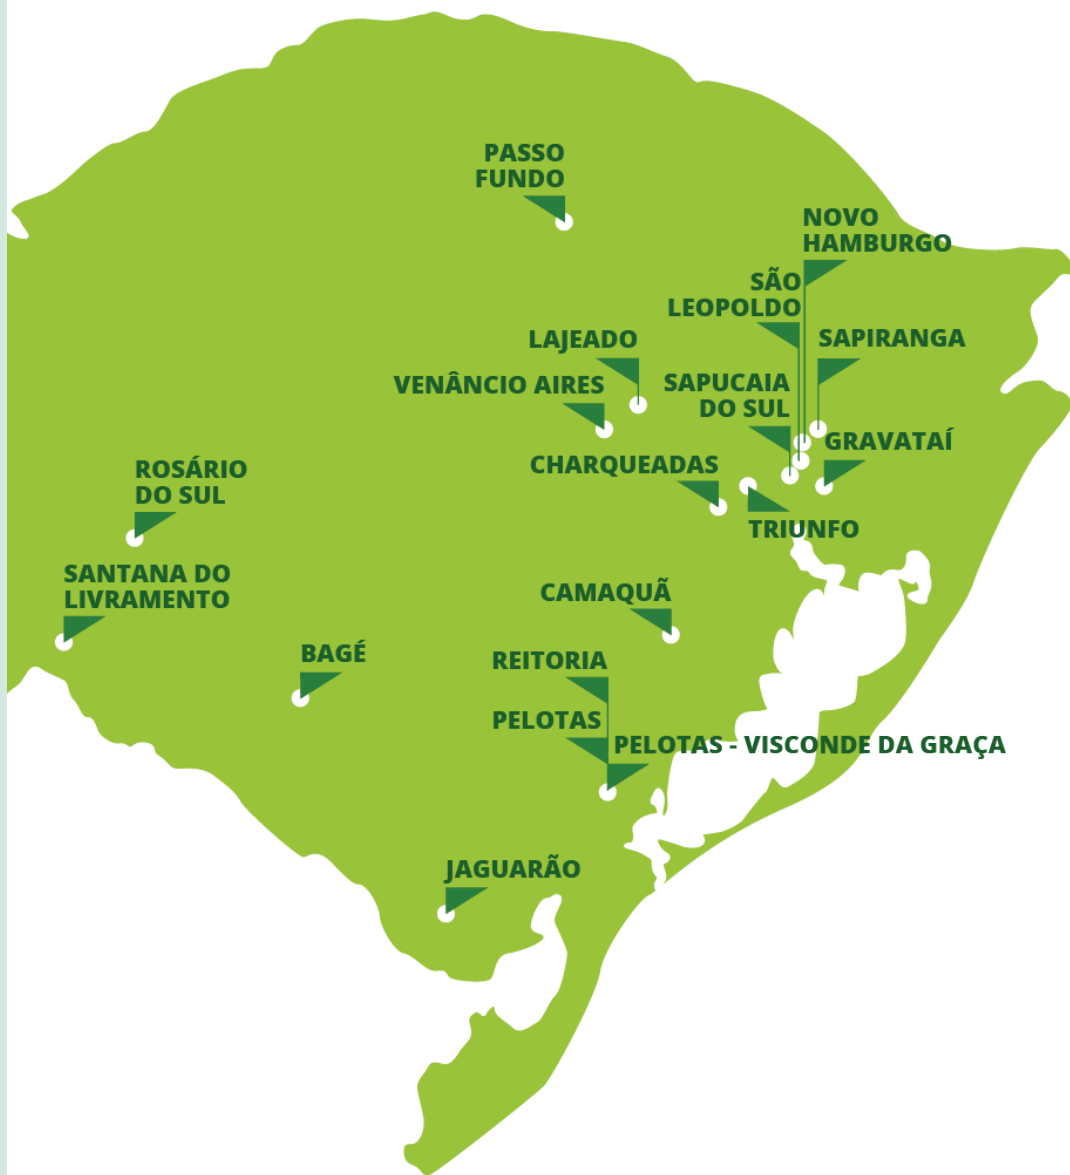 PASSO
FUNDO
NOVO
HAMBURGO
SÃO
LEOPOLDO
LAJEADO
SAPIRANGA
VENÂNCIO AIRES
SAPUCAIA
DO SUL
GRAVATAÍ
CHARQUEADAS
ROSÁRIO
DO SUL
TRIUNFO
SANTANA DO
LIVRAMENTO
CAMAQUÃ
BAGÉ
REITORIA
PELOTAS
PELOTAS - VISCONDE DA GRAÇA
JAGUARÃO